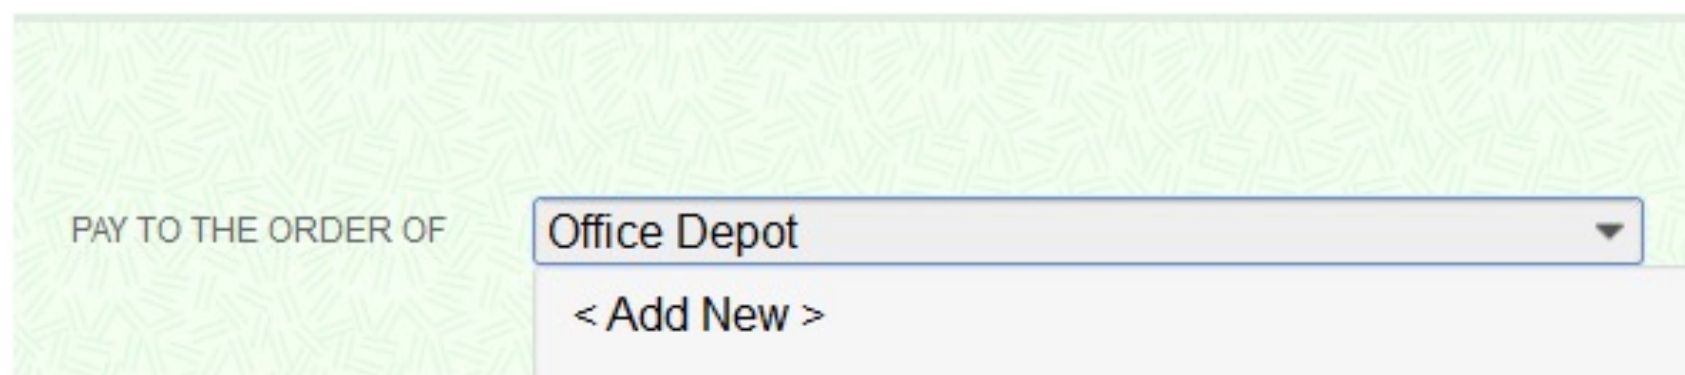 PAY TO THE ORDER OF Office Depot
< Add New >